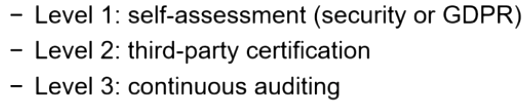 – Level 1: self-assessment (security or GDPR)
– Level 2: third-party certification
– Level 3: continuous auditing